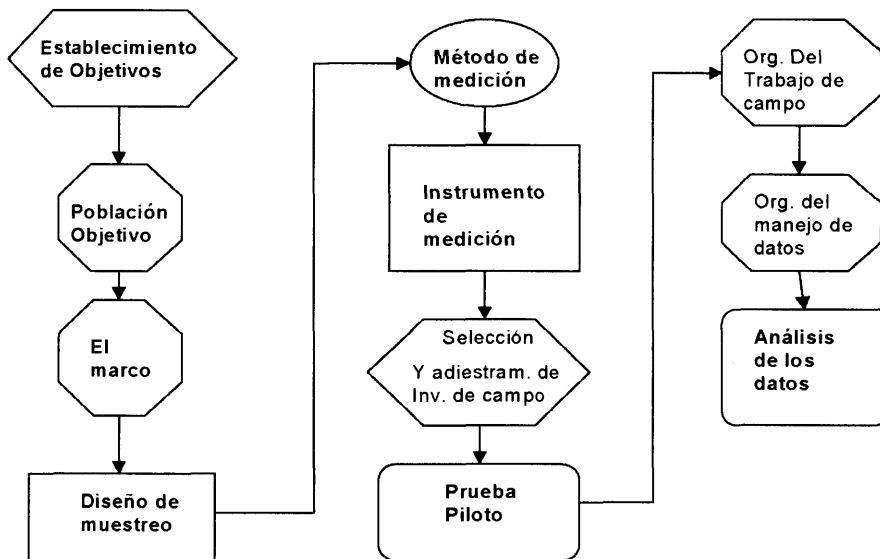 Establecimiento
de Objetivos
Población
Objetivo
El
marco
Diseño de
muestreo
Método de
medición
Instrumento
de
medición
Selección
Y adiestram. de
Inv. de campo
Prueba
Piloto
Org. Del
Trabajo de
campo
Org. del
manejo de
datos
Análisis
de los
datos